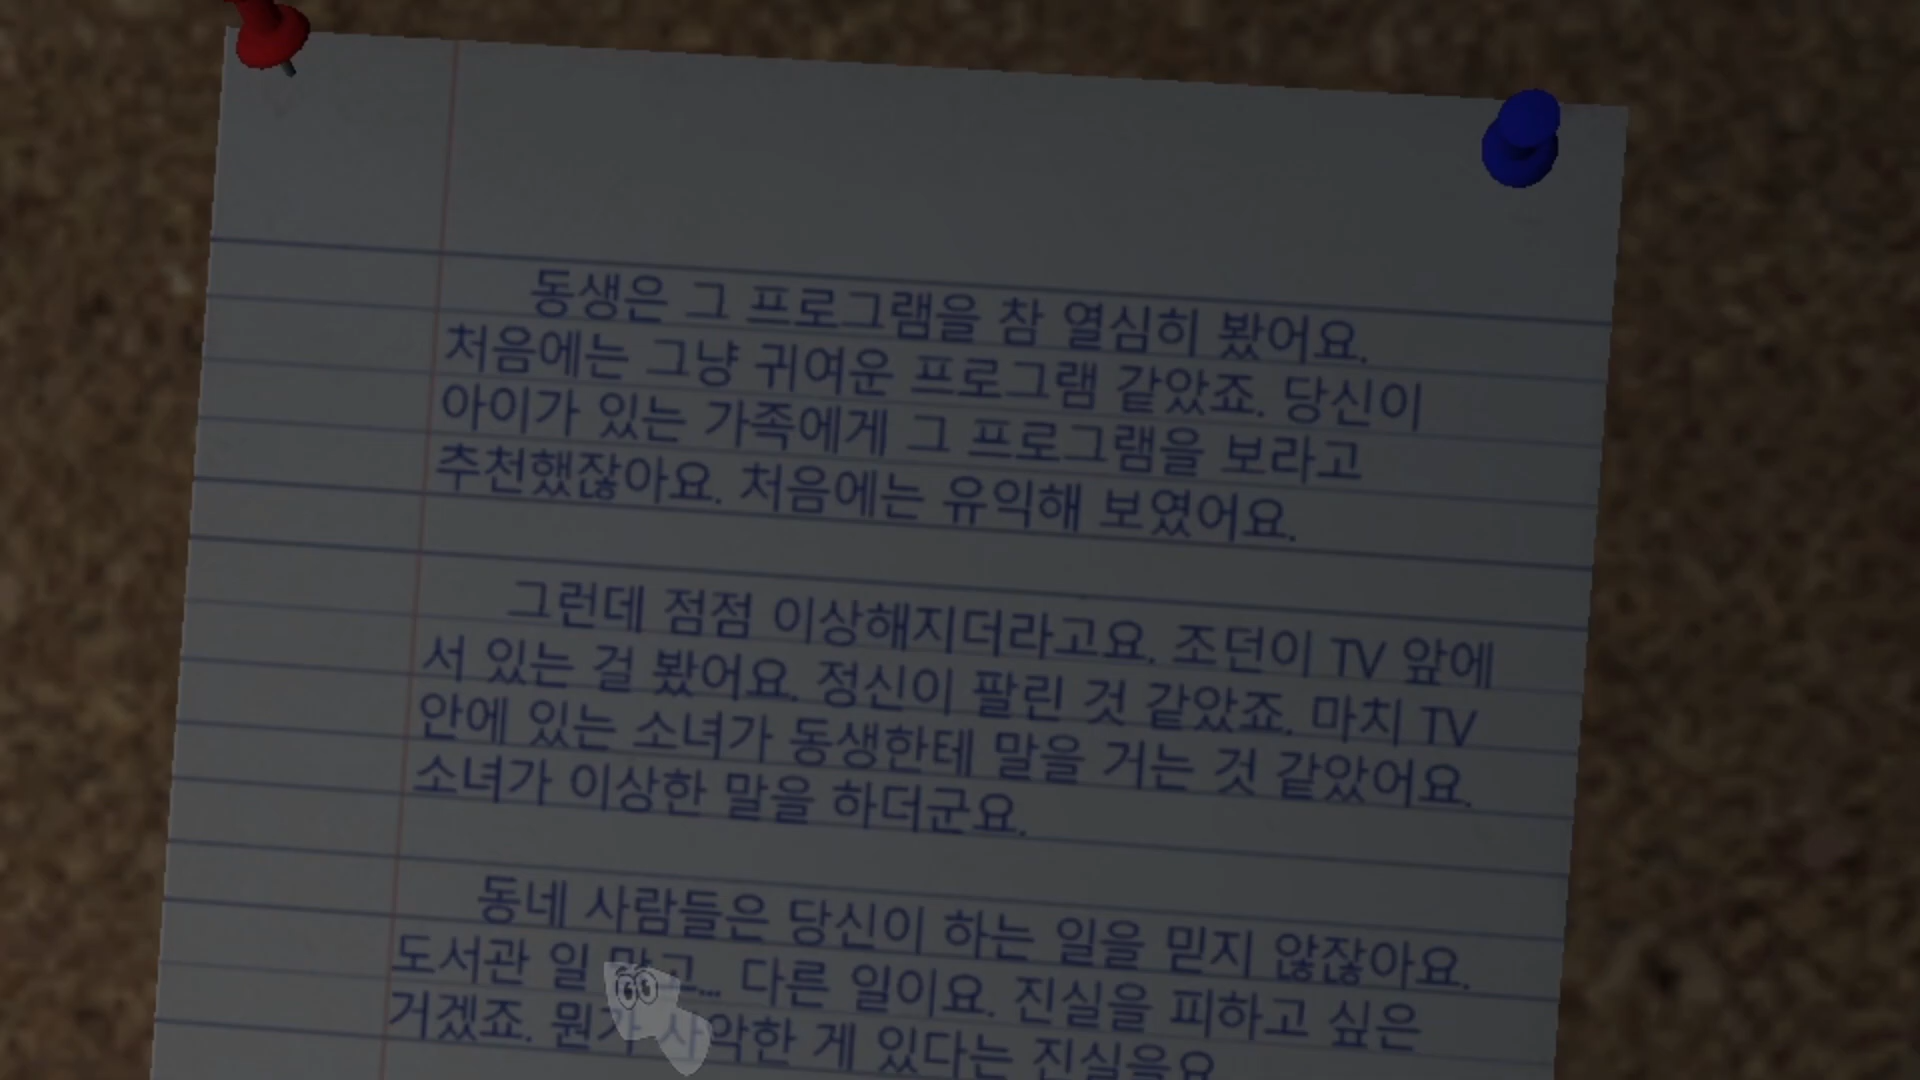 동생은 그 프로그램을 참 열심히 봤어요.
처음에는 그냥 귀여운 프로그램 같았죠. 당신이
아이가 있는 가족에게 그 프로그램을 보라고
추천했잖아요. 처음에는 유익해 보였어요.
그런데 점점 이상해지더라고요. 조던이 TV 앞에
서 있는 걸 봤어요. 정신이 팔린 것 같았죠. 마치 TV
안에 있는 소녀가 동생한테 말을 거는 것 같았어요.
소녀가 이상한 말을 하더군요.
동네 사람들은 당신이 하는 일을 믿지 않잖아요.
도서관 일 말고... 다른 일이요. 진실을 피하고 싶은
거겠죠. 뭔가 사악한 게 있다는 진실을요